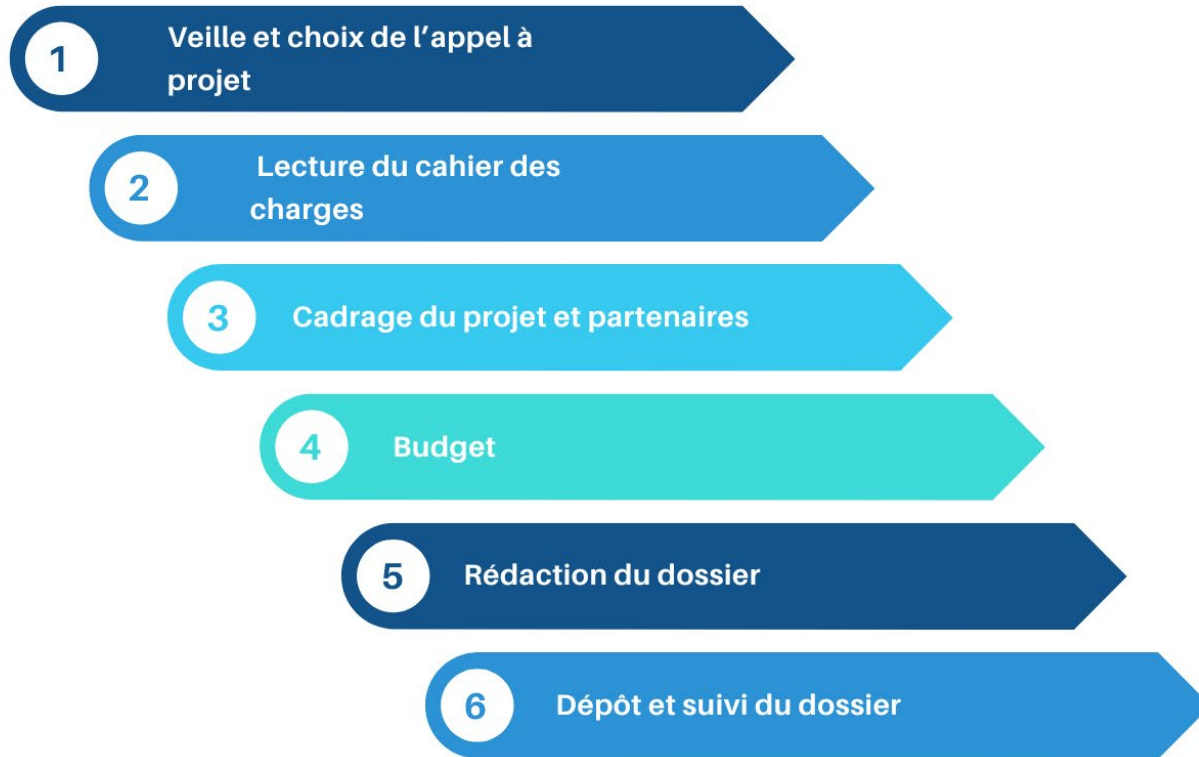 1
Veille et choix de l’appel à
projet
2
Lecture du cahier des
charges
3
Cadrage du projet et partenaires
4
Budget
5
Rédaction du dossier
6
Dépôt et suivi du dossier